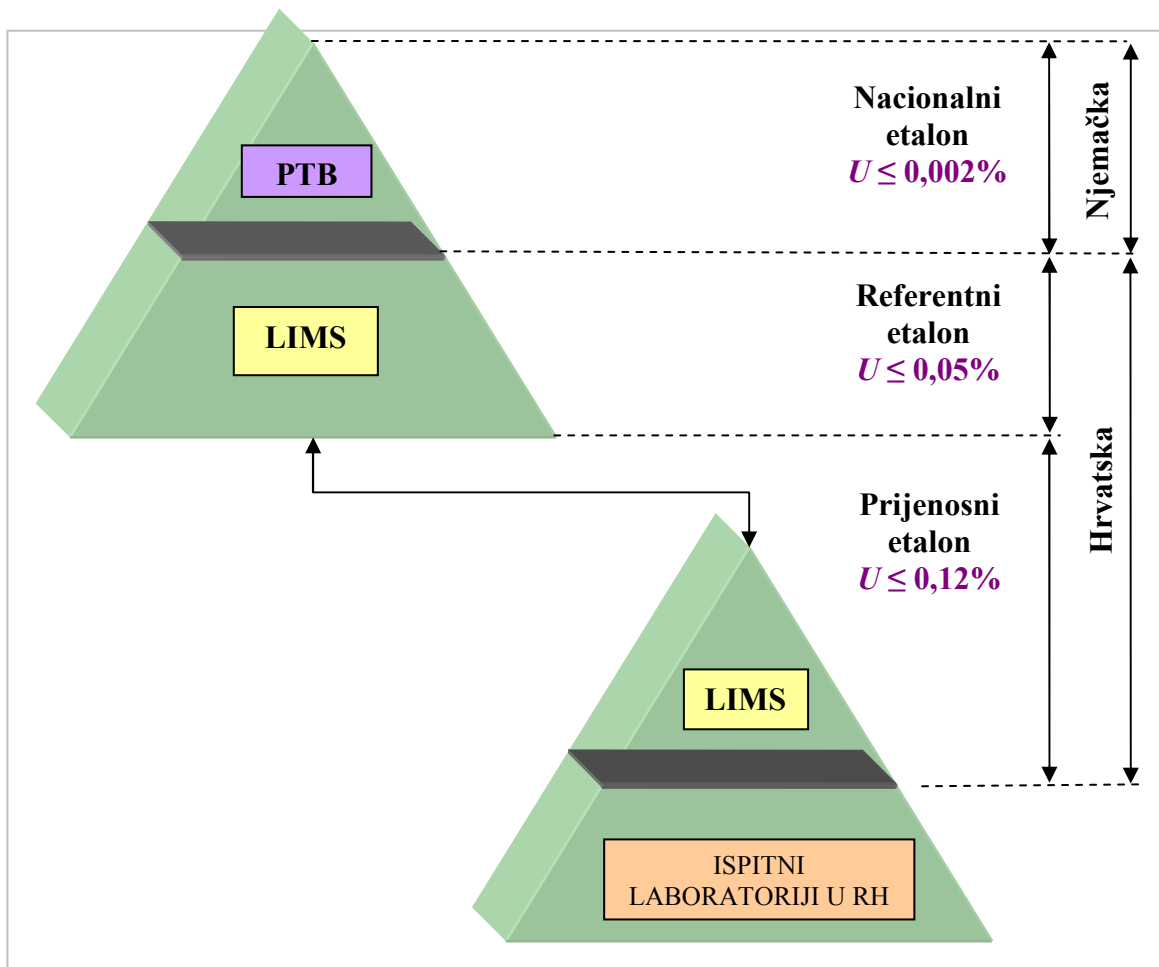 PTB
Nacionalni
etalon
U ≤ 0,002%
Njemačka
LIMS
Referentni
etalon
U ≤ 0,05%
Prijenosni
etalon
U ≤ 0,12%
Hrvatska
LIMS
ISPITNI
LABORATORIJI U RH